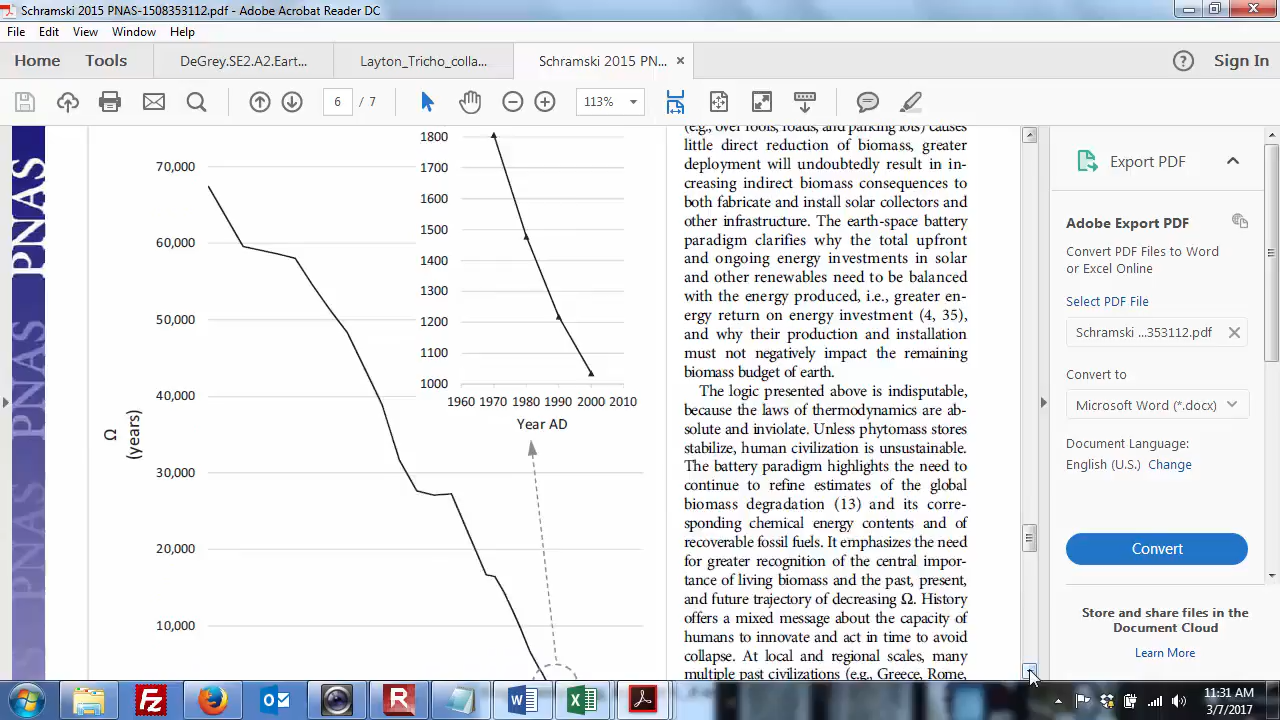 Schramski 2015 PNAS-1508353112.pdf - Adobe Acrobat Reader DC
File Edit View Window Help
Home Tools DeGrey.SE2.A2.Eart... Layton_Tricho_colla... Schramski 2015 PN... × Sign In
6 / 7 113%
PNAS
PNAS
PNAS
70,000
60,000
50,000
40,000
30,000
20,000
10,000
Ω
(years)
1800
1700
1600
1500
1400
1300
1200
1100
1000
1960 1970 1980 1990 2000 2010
Year AD
(e.g., over roofs, roads, and parking lots) causes
little direct reduction of biomass, greater
deployment will undoubtedly result in in-
creasing indirect biomass consequences to
both fabricate and install solar collectors and
other infrastructure. The earth-space battery
paradigm clarifies why the total upfront
and ongoing energy investments in solar
and other renewables need to be balanced
with the energy produced, i.e., greater en-
ergy return on energy investment (4, 35),
and why their production and installation
must not negatively impact the remaining
biomass budget of earth.
The logic presented above is indisputable,
because the laws of thermodynamics are ab-
solute and inviolate. Unless phytomass stores
stabilize, human civilization is unsustainable.
The battery paradigm highlights the need to
continue to refine estimates of the global
biomass degradation (13) and its corre-
sponding chemical energy contents and of
recoverable fossil fuels. It emphasizes the need
for greater recognition of the central impor-
tance of living biomass and the past, present,
and future trajectory of decreasing Ω. History
offers a mixed message about the capacity of
humans to innovate and act in time to avoid
collapse. At local and regional scales, many
multiple past civilizations (e.g., Greece, Rome,
Export PDF
Adobe Export PDF
Convert PDF Files to Word
or Excel Online
Select PDF File
Schramski ...353112.pdf
Convert to
Microsoft Word (*.docx)
Document Language:
English (U.S.) Change
Convert
Store and share files in the
Document Cloud
Learn More
11:31 AM
3/7/2017